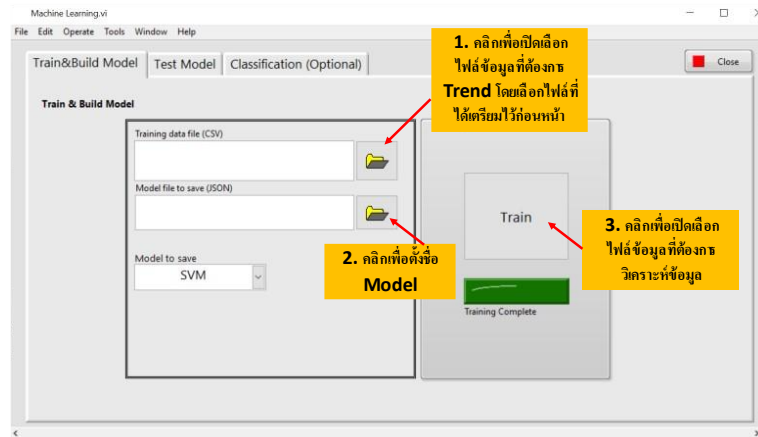 Machine Learning.vi
File Edit Operate Tools Window Help
Train&Build Model Test Model Classification (Optional)
Close
1. คลิกเพื่อเปิดเลือก
ไฟล์ข้อมูลที่ต้องการ
Trend โดยเลือกไฟล์ที่
ได้เตรียมไว้ก่อนหน้า
Train & Build Model
Training data file (CSV)
Model file to save (JSON)
Model to save
SVM
2. คลิกเพื่อตั้งชื่อ
Model
Train
3. คลิกเพื่อเปิดเลือก
ไฟล์ข้อมูลที่ต้องการ
วิเคราะห์ข้อมูล
Training Complete